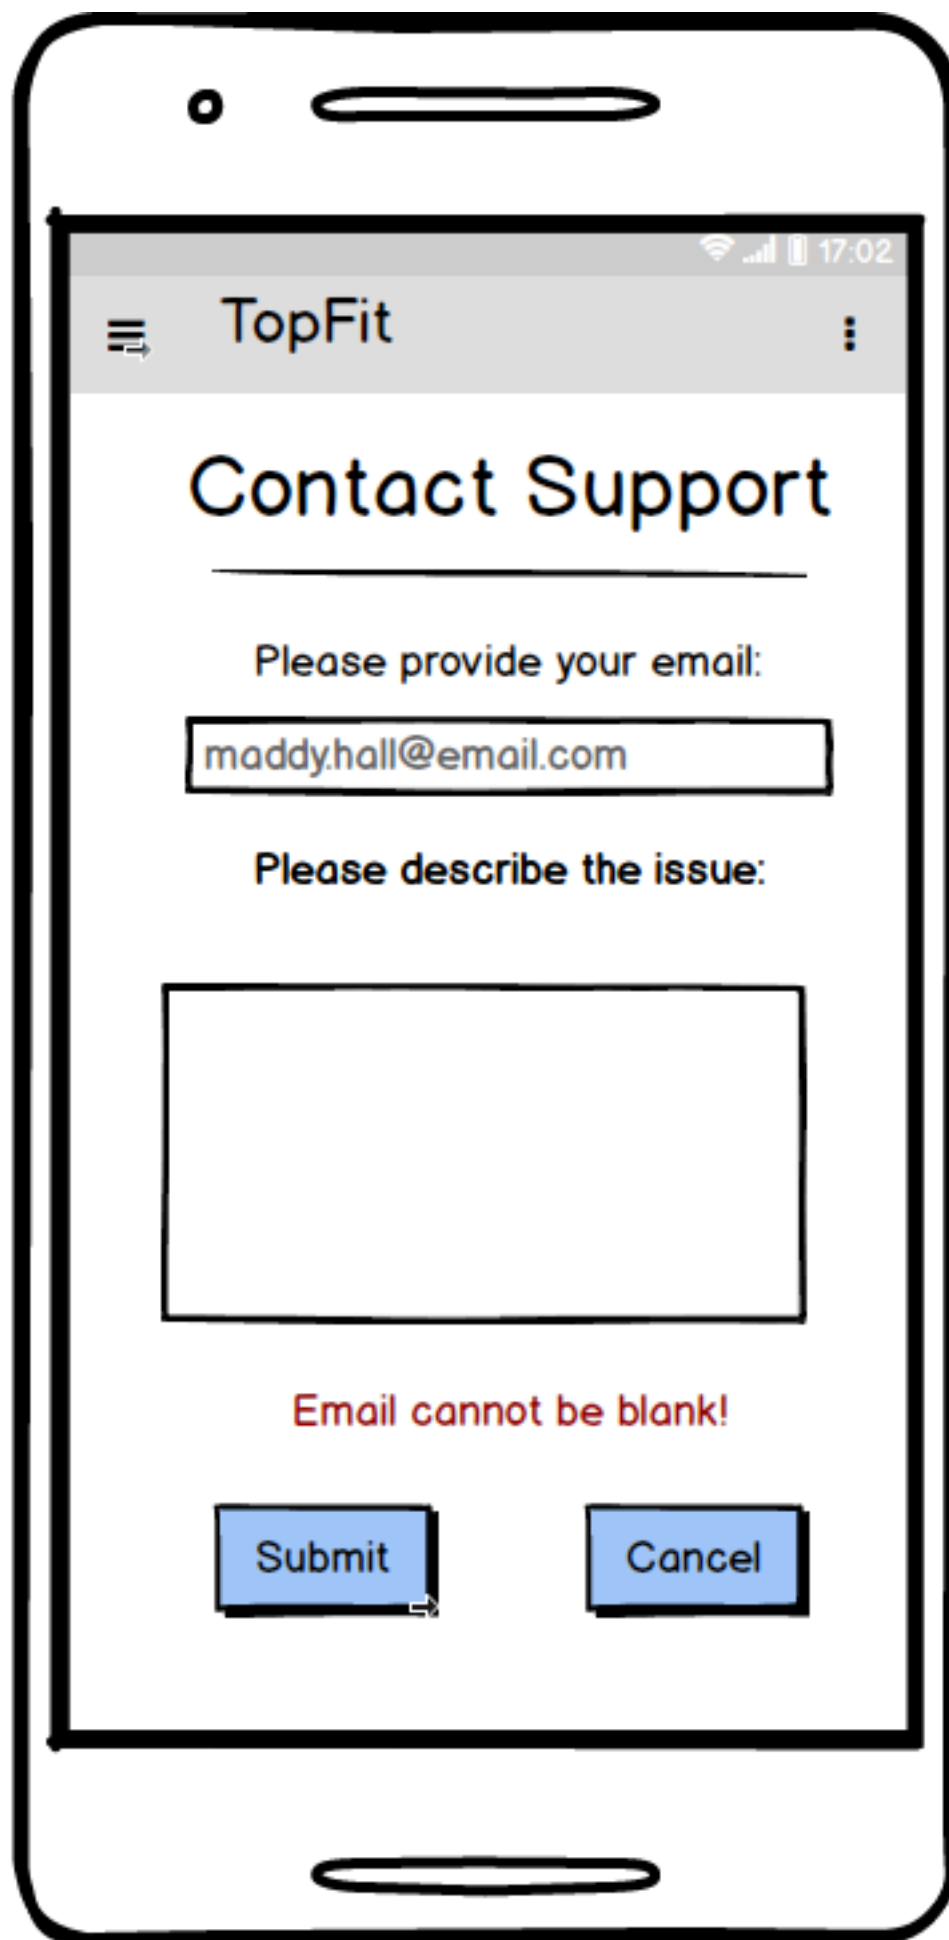 17:02
TopFit
Contact Support
Please provide your email:
maddy.hall@email.com
Please describe the issue:
Email cannot be blank!
Submit
Cancel